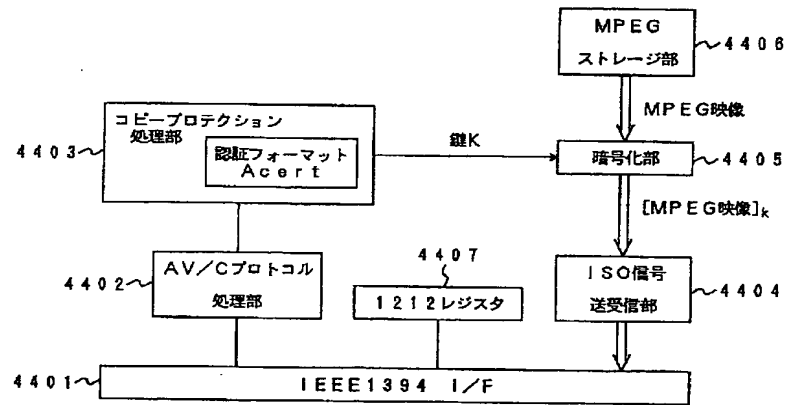 MPEG
ストレージ部
4406
MPEG映像
コピープロテクション
処理部
認証フォーマット
Acert
4403
鍵K
暗号化部
4405
[MPEG映像]k
4407
AV/Cプロトコル
処理部
4402
1212レジスタ
ISO信号
送受信部
4404
4401
IEEE1394 I/F